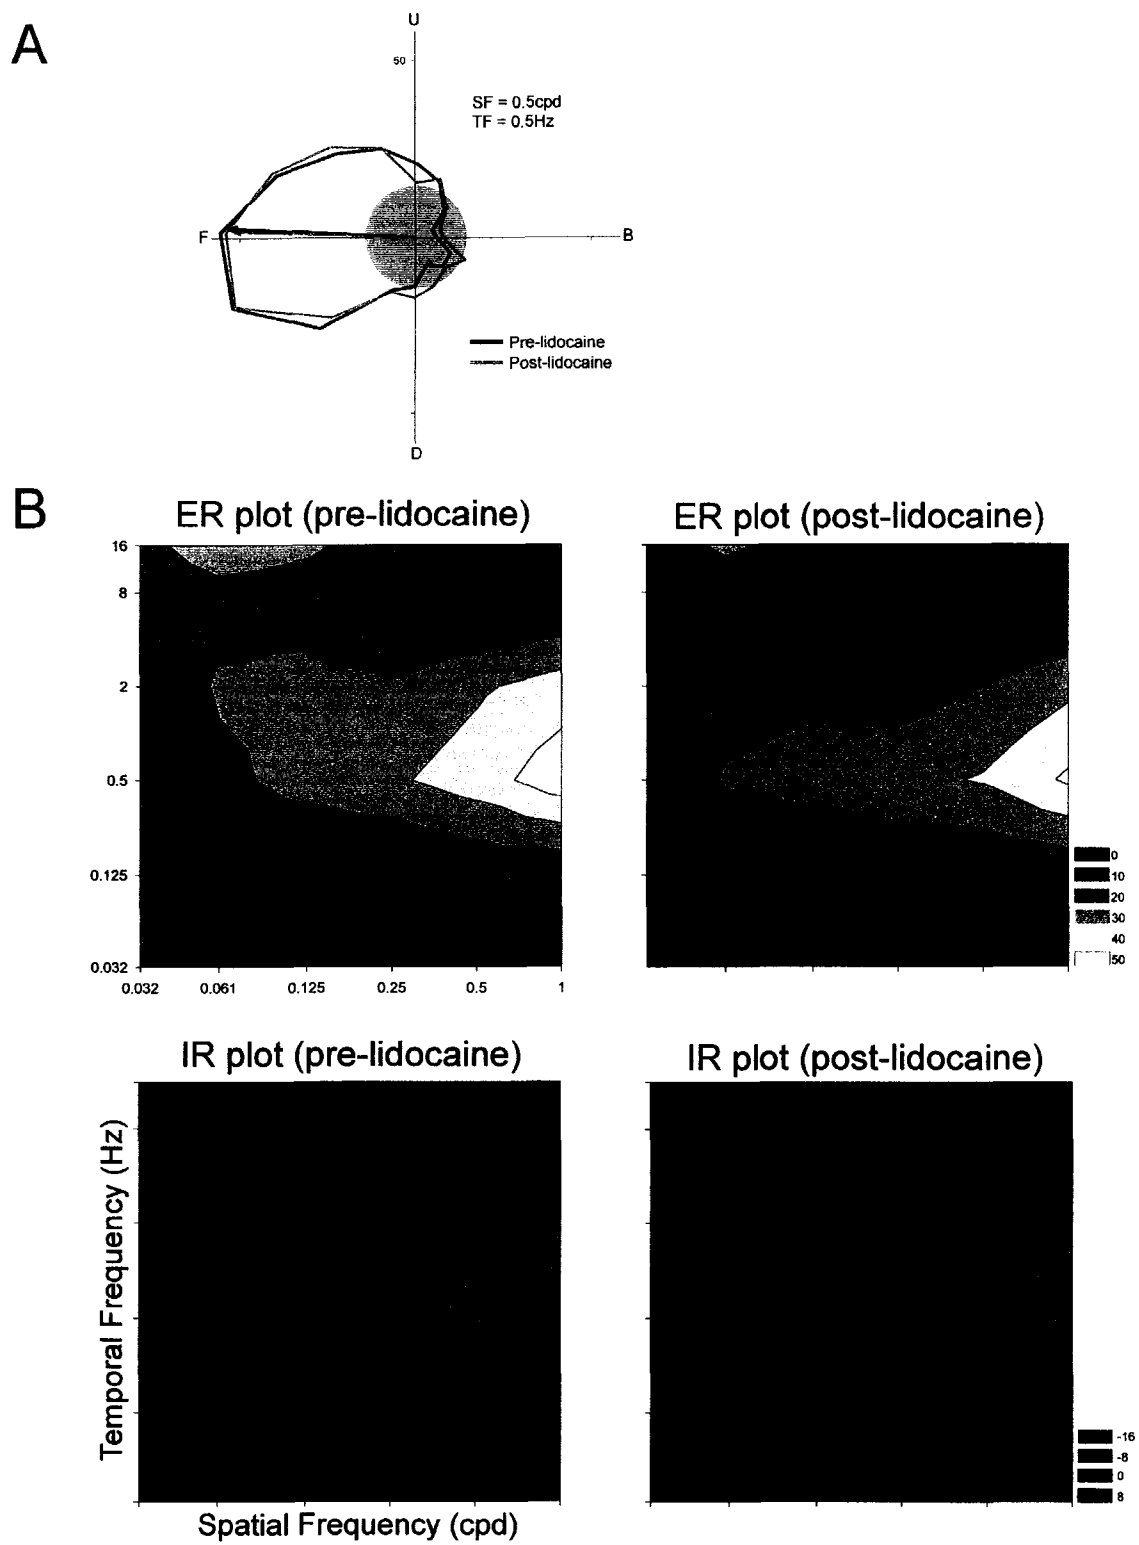 A
U
50
SF = 0.5cpd
TF = 0.5Hz
F
B
Pre-lidocaine
Post-lidocaine
D
B
ER plot (pre-lidocaine)
ER plot (post-lidocaine)
16
8
2
0.5
0.125
0.032
0.032 0.061 0.125 0.25 0.5 1
0
10
20
30
40
50
IR plot (pre-lidocaine)
IR plot (post-lidocaine)
Temporal Frequency (Hz)
Spatial Frequency (cpd)
-16
-8
0
8